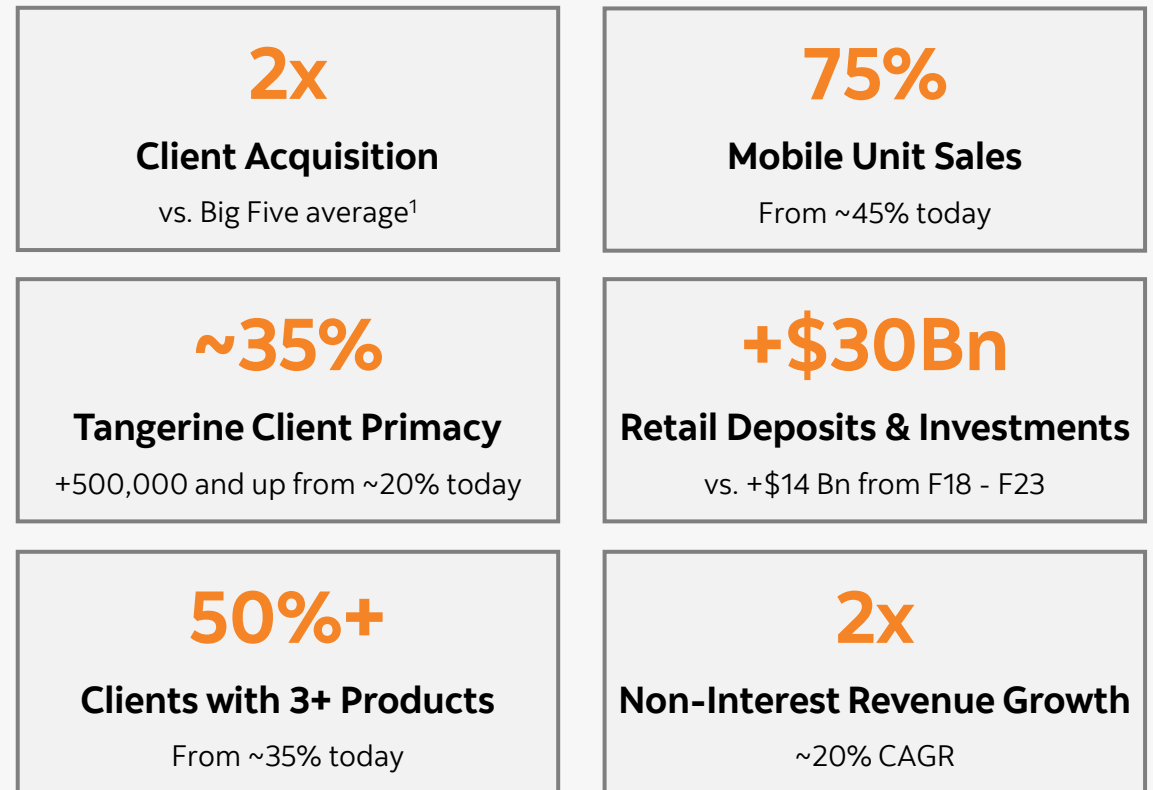 2x
Client Acquisition
vs. Big Five average¹
75%
Mobile Unit Sales
From ~45% today
~35%
Tangerine Client Primacy
+500,000 and up from ~20% today
+$30Bn
Retail Deposits & Investments
vs. +$14 Bn from F18 - F23
50%+
Clients with 3+ Products
From ~35% today
2x
Non-Interest Revenue Growth
~20% CAGR